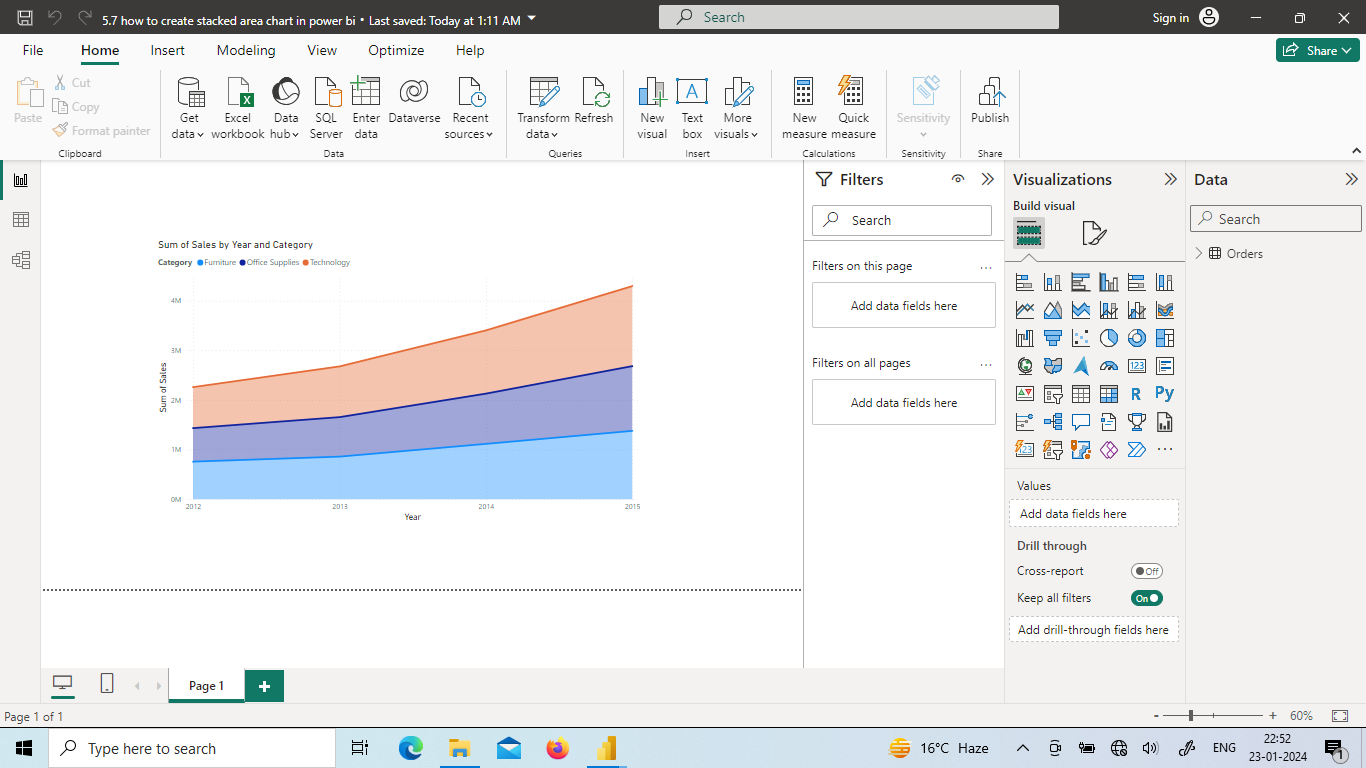 5.7 how to create stacked area chart in power bi • Last saved: Today at 1:11 AM
Search
Sign in
File Home Insert Modeling View Optimize Help
Share
Paste
Cut
Copy
Format painter
Clipboard
Get data
Excel workbook
Data hub
SQL Server
Enter data
Dataverse
Recent sources
Data
Transform data
Refresh
Queries
New visual
Text box
More visuals
Insert
New measure
Quick measure
Calculations
Sensitivity
Sensitivity
Publish
Share
Sum of Sales by Year and Category
Category Furniture Office Supplies Technology
4M
3M
2M
1M
0M
Sum of Sales
2012 2013 2014 2015
Year
Filters
Search
Filters on this page ...
Add data fields here
Filters on all pages ...
Add data fields here
Visualizations
Build visual
123
R
Py
123
...
Values
Add data fields here
Drill through
Cross-report Off
Keep all filters On
Add drill-through fields here
Data
Search
Orders
Page 1 +
Page 1 of 1
- + 60%
Type here to search
16°C Haze
ENG
22:52
23-01-2024
1